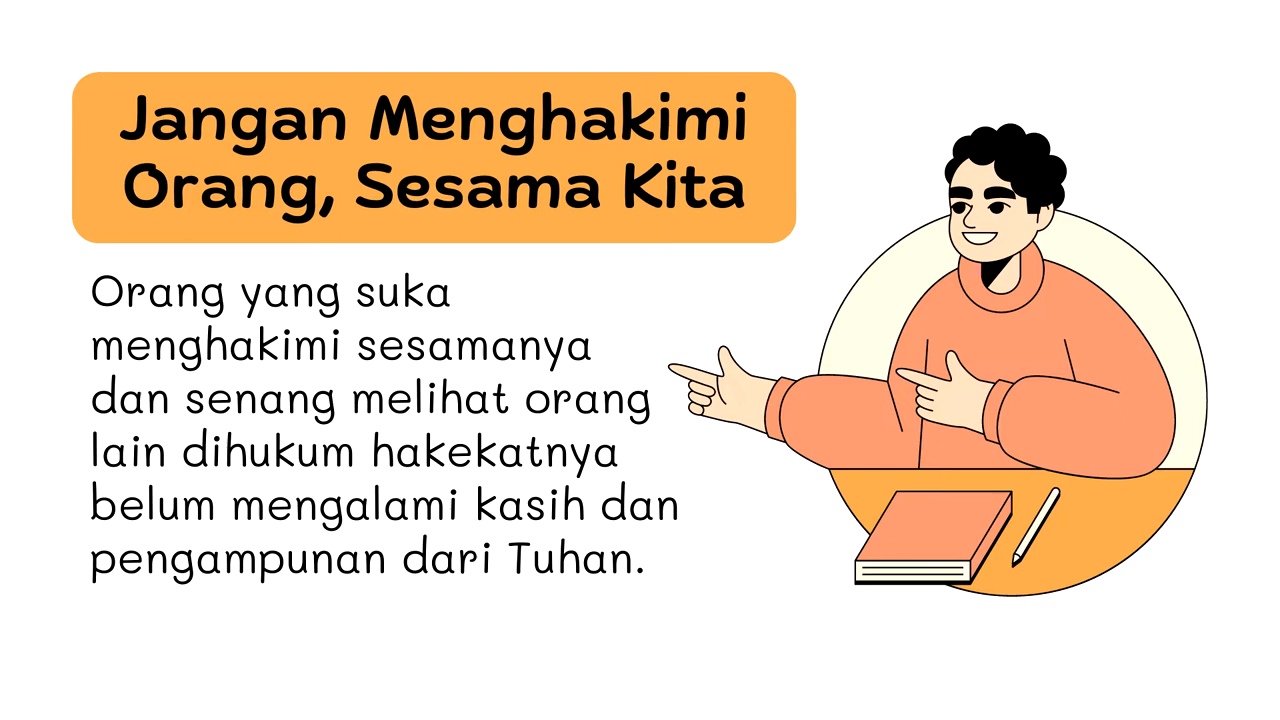 Jangan Menghakimi
Orang, Sesama Kita
Orang yang suka
menghakimi sesamanya
dan senang melihat orang
lain dihukum hakekatnya
belum mengalami kasih dan
pengampunan dari Tuhan.